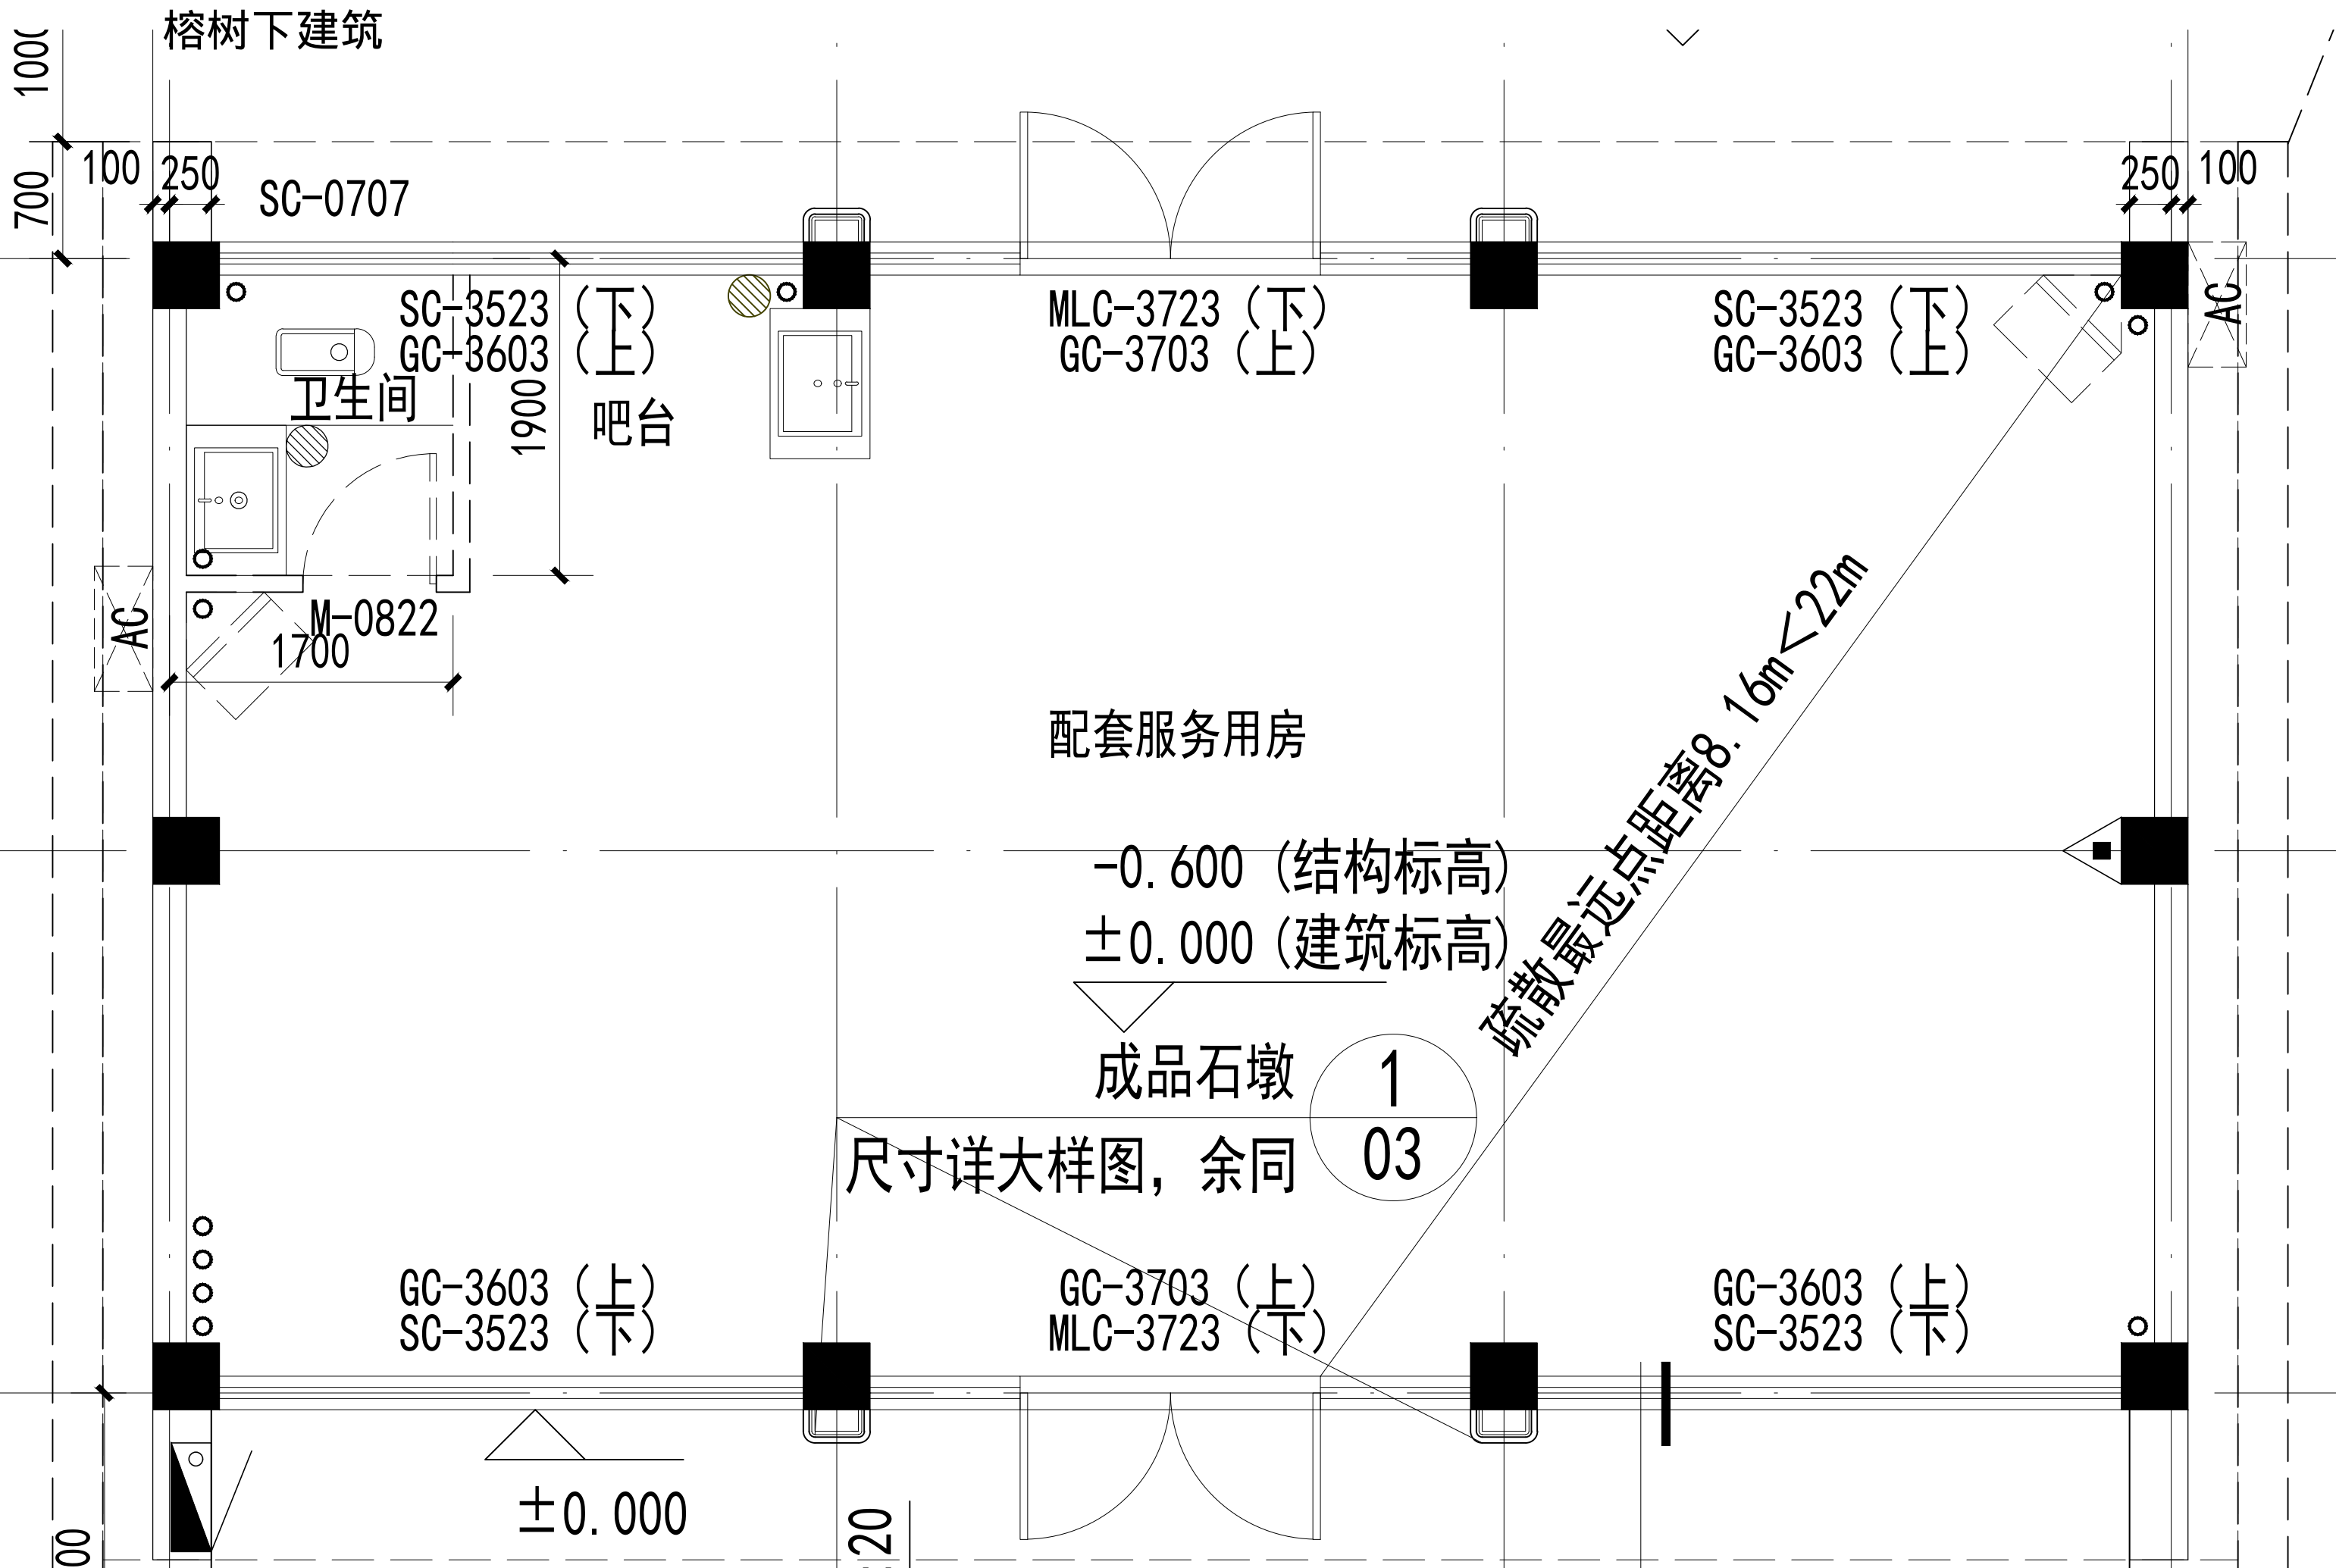 榕树下建筑
1000
700
100
250
SC-0707
250
100
SC-3523（下）
GC-3603（上）
卫生间
1900
吧台
MLC-3723（下）
GC-3703（上）
SC-3523（下）
GC-3603（上）
AC
AC
M-0822
1700
配套服务用房
-0.600（结构标高）
±0.000（建筑标高）
疏散最远点距离8.16m<22m
成品石墩
1
尺寸详大样图，余同
03
GC-3603（上）
SC-3523（下）
GC-3703（上）
MLC-3723（下）
GC-3603（上）
SC-3523（下）
±0.000